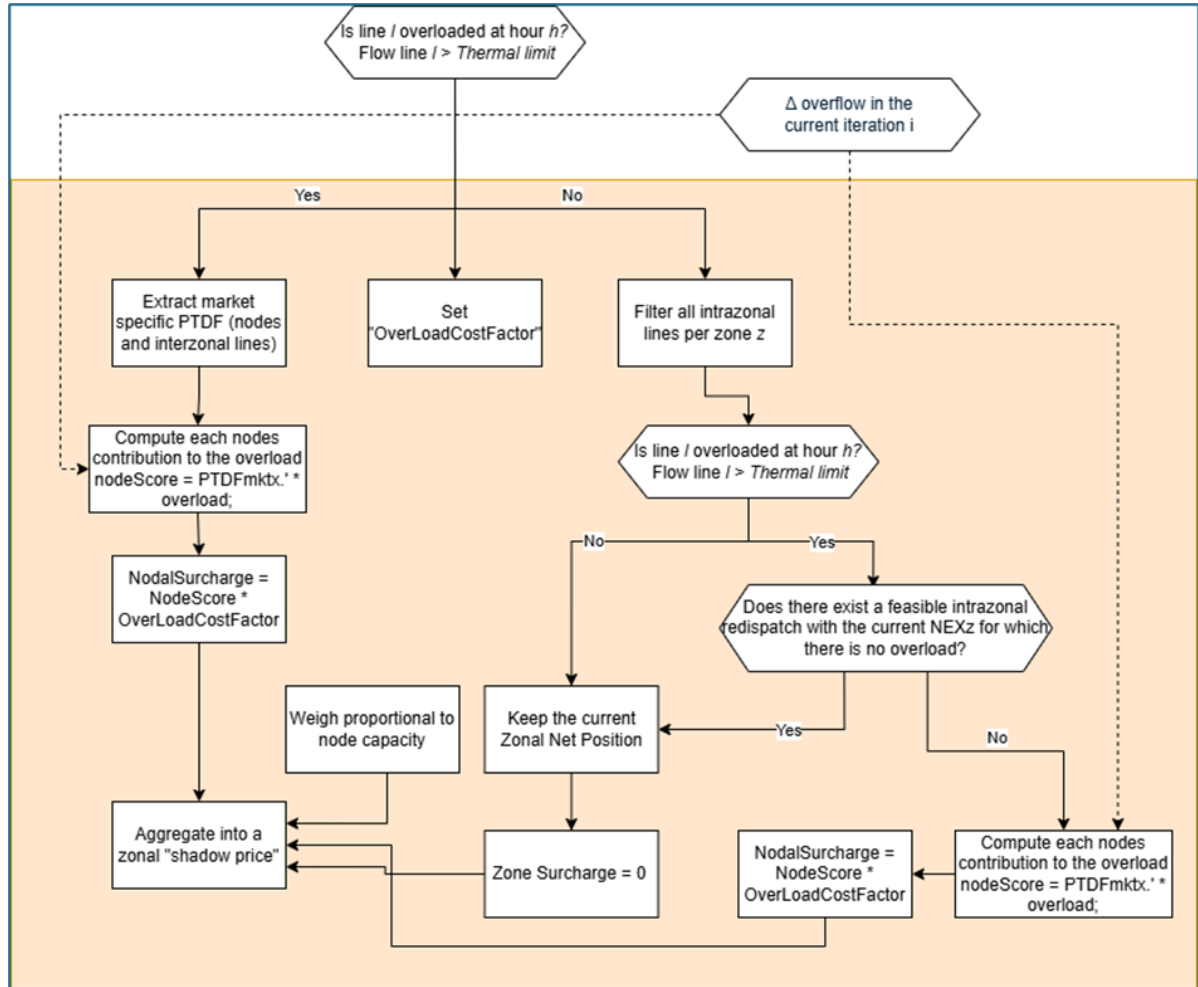 Is line l overloaded at hour h?
Flow line l > Thermal limit
Δ overflow in the
current iteration i
Yes
No
Extract market
specific PTDF (nodes
and interzonal lines)
Set
"OverLoadCostFactor"
Filter all intrazonal
lines per zone z
Compute each nodes
contribution to the overload
nodeScore = PTDFmktx.' *
overload;
Is line l overloaded at hour h?
Flow line l > Thermal limit
No
Yes
NodalSurcharge =
NodeScore *
OverLoadCostFactor
Does there exist a feasible intrazonal
redispatch with the current NEXz for which
there is no overload?
Weigh proportional to
node capacity
Keep the current
Zonal Net Position
Yes
No
Aggregate into a
zonal "shadow price"
Zone Surcharge = 0
NodalSurcharge =
NodeScore *
OverLoadCostFactor
Compute each nodes
contribution to the overload
nodeScore = PTDFmktx.' *
overload;